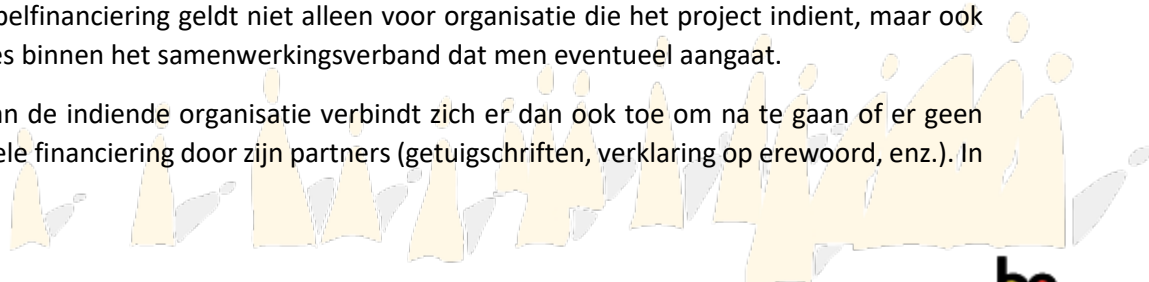 belfinanciering geldt niet alleen voor organisatie die het project indient, maar ook
es binnen het samenwerkingsverband dat men eventueel aangaat.
an de indiende organisatie verbindt zich er dan ook toe om na te gaan of er geen
ele financiering door zijn partners (getuigschriften, verklaring op erewoord, enz.). In